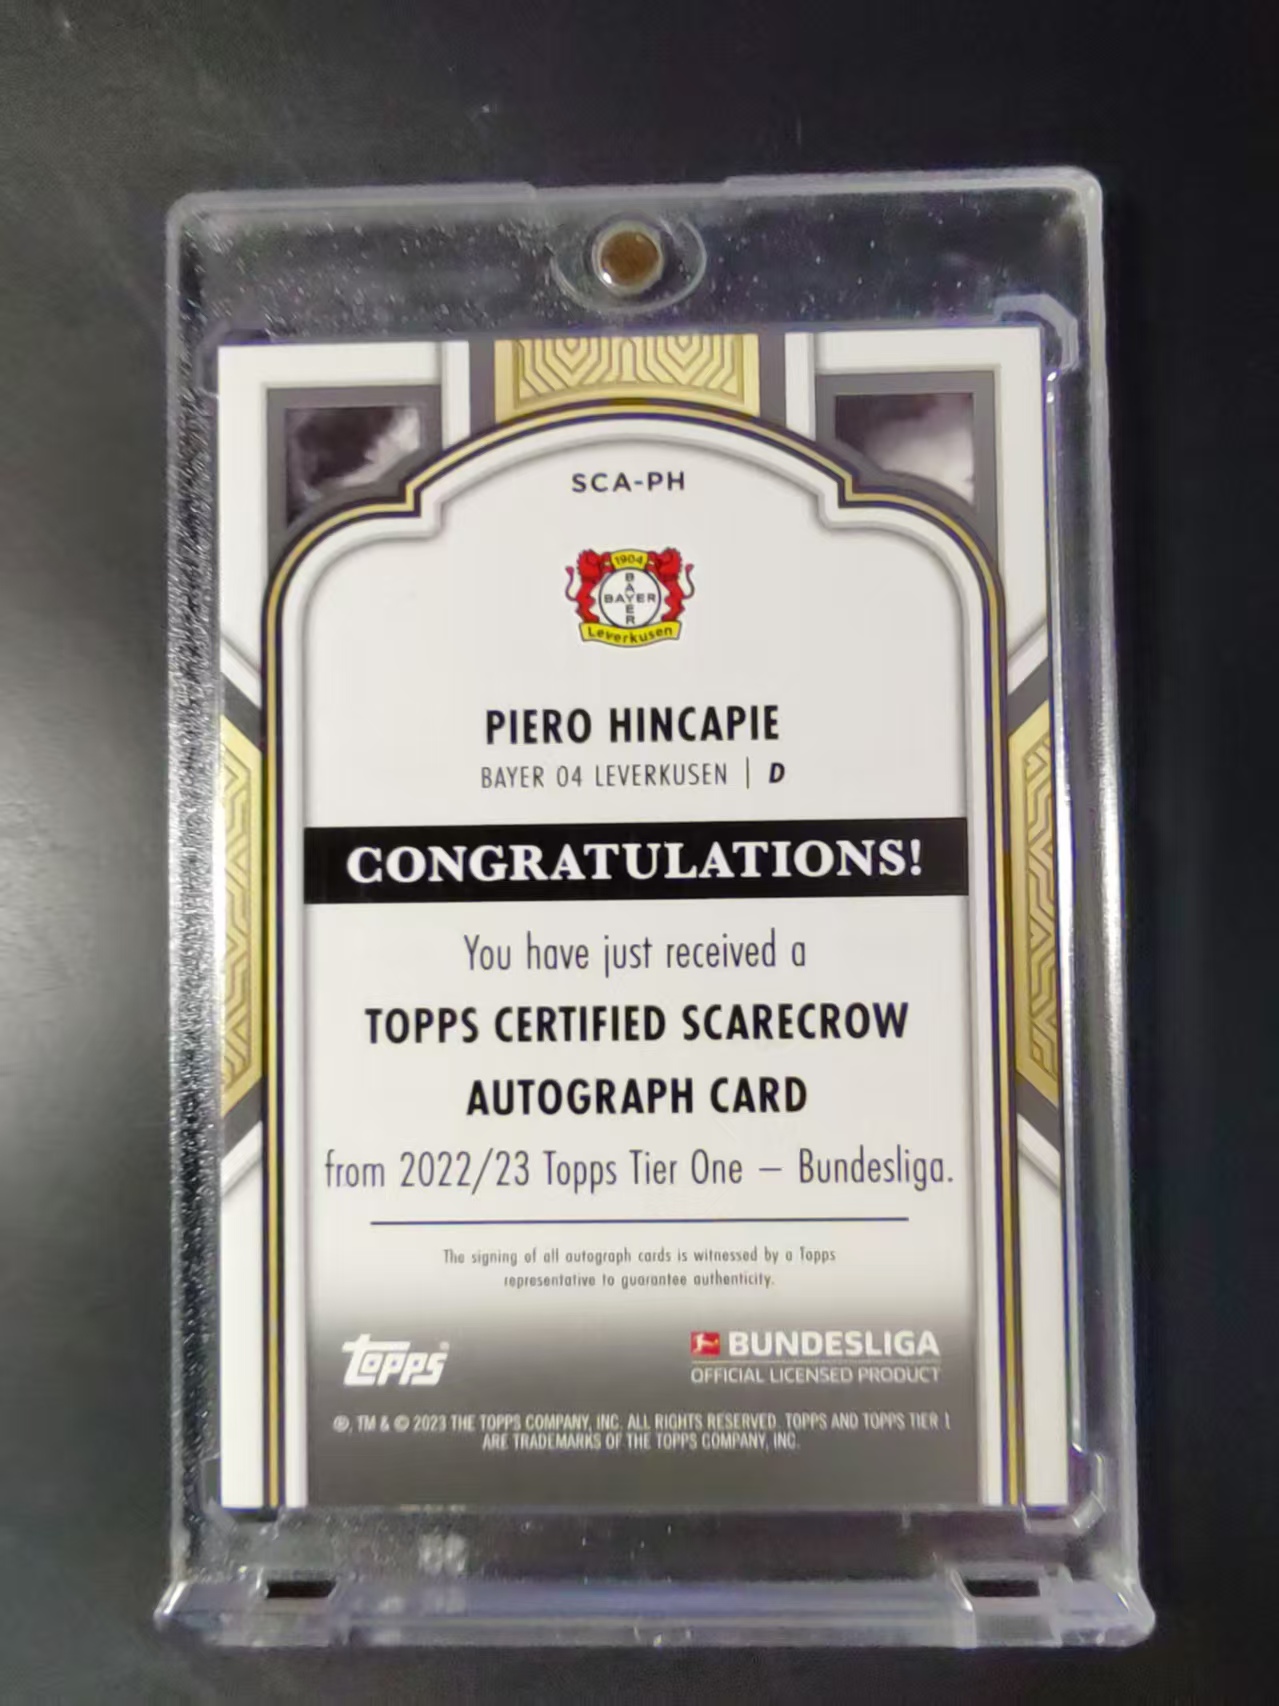 SCA-PH
1904
BAYER
BAYER
Leverkusen
PIERO HINCAPIE
BAYER 04 LEVERKUSEN | D
CONGRATULATIONS!
You have just received a
TOPPS CERTIFIED SCARECROW
AUTOGRAPH CARD
from 2022/23 Topps Tier One – Bundesliga.
The signing of all autograph cards is witnessed by a Topps
representative to guarantee authenticity.
topps®
BUNDESLIGA
OFFICIAL LICENSED PRODUCT
®, TM & © 2023 THE TOPPS COMPANY, INC. ALL RIGHTS RESERVED. TOPPS AND TOPPS TIER 1
ARE TRADEMARKS OF THE TOPPS COMPANY, INC.